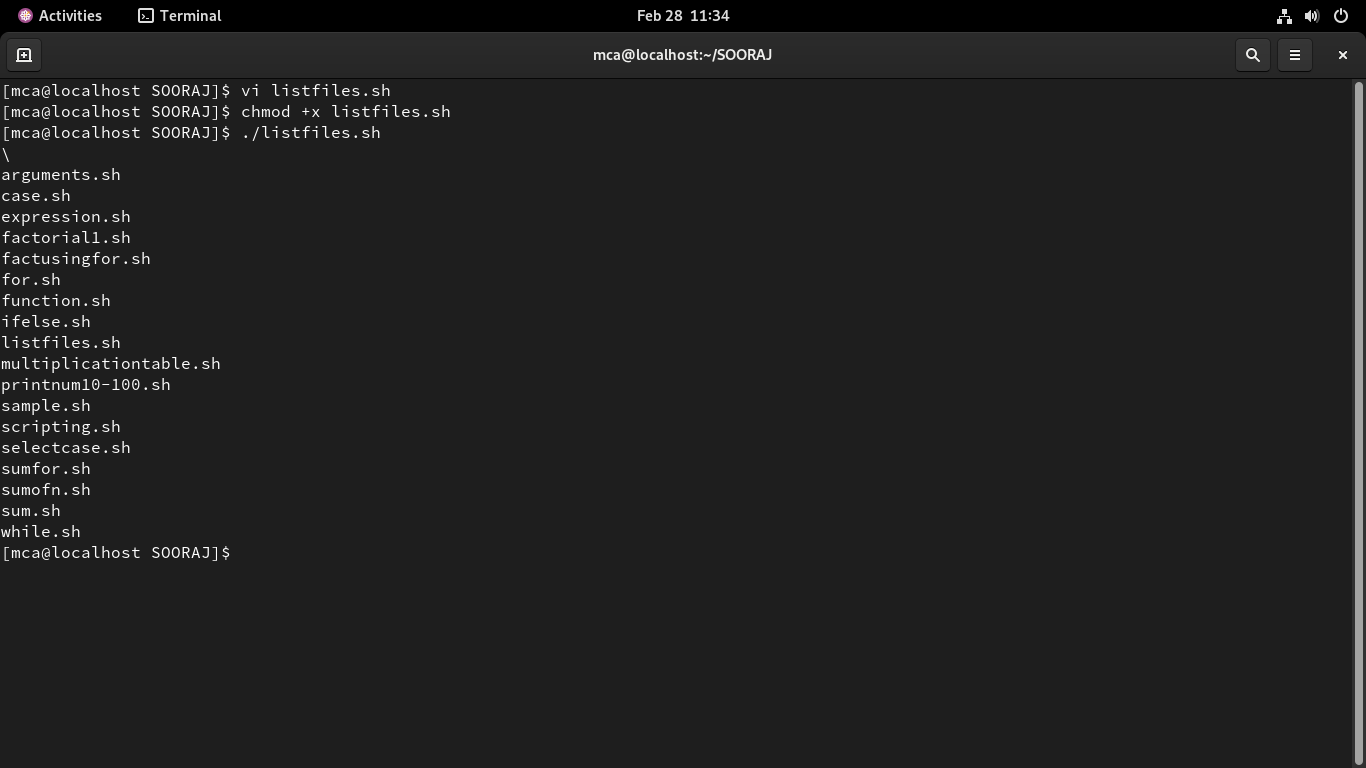 Activities Terminal Feb 28 11:34
mca@localhost:~/SOORAJ
[mca@localhost SOORAJ]$ vi listfiles.sh
[mca@localhost SOORAJ]$ chmod +x listfiles.sh
[mca@localhost SOORAJ]$ ./listfiles.sh
\
arguments.sh
case.sh
expression.sh
factorial1.sh
factusingfor.sh
for.sh
function.sh
ifelse.sh
listfiles.sh
multiplicationtable.sh
printnum10-100.sh
sample.sh
scripting.sh
selectcase.sh
sumfor.sh
sumofn.sh
sum.sh
while.sh
[mca@localhost SOORAJ]$